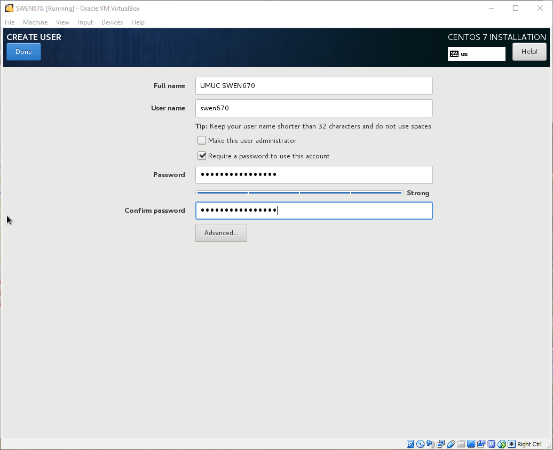 SWEN670, [Running] - Oracle VM VirtualBox
File Machine View Input Devices Help
CREATE USER
CENTOS 7 INSTALLATION
Done
us
Help!
Full name
UMUC SWEN670
User name
swen670
Tip: Keep your user name shorter than 32 characters and do not use spaces.
Make this user administrator
Require a password to use this account
Password
••••••••••••••••
Strong
Confirm password
••••••••••••••••
Advanced...
Right Ctrl